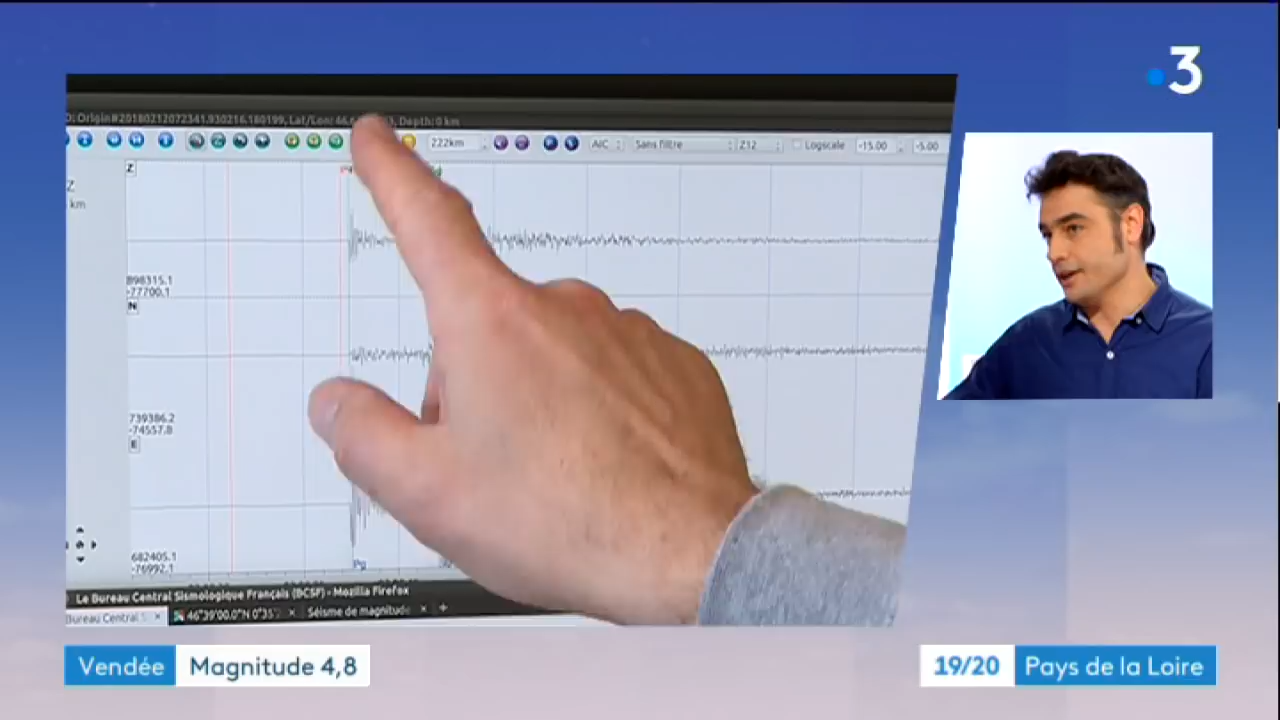 3
D: Origin#20180212072341.930216.180199, Lat/Lon: 46.
, Depth: 0 km
222km AIC Sans filtre Z12 Logscale -15.00 -5.00
Z
Z
km
898315.1
-77700.1
N
739386.2
-74557.8
E
682405.1
-76992.1
Pg
Le Bureau Central Sismologique Français (BCSF) - Mozilla Firefox
Bureau Central S
46°39'00.0"N 0°35'
Séisme de magnitude
Vendée Magnitude 4,8
19/20 Pays de la Loire